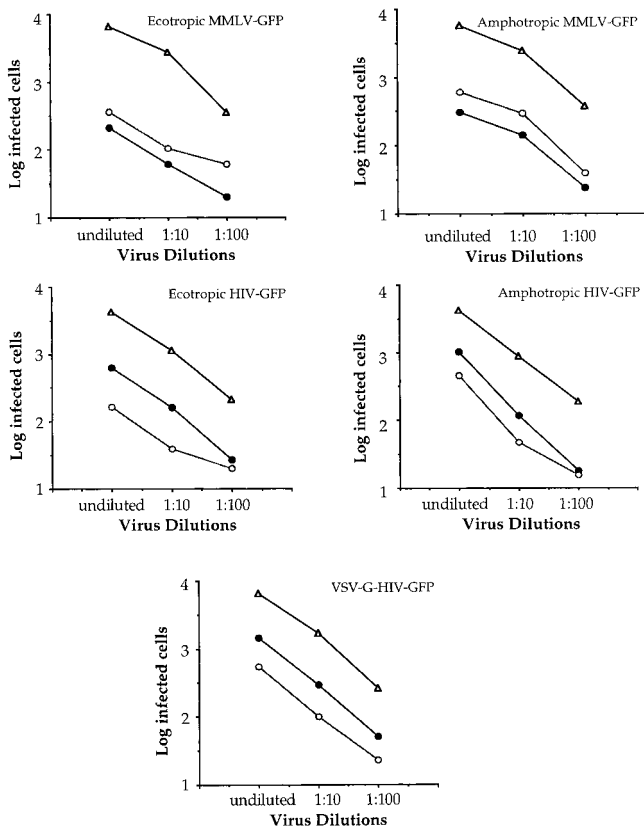 Ecotropic MMLV-GFP
Log infected cells
4
3
2
1
undiluted 1:10 1:100
Virus Dilutions
Amphotropic MMLV-GFP
Log infected cells
4
3
2
1
undiluted 1:10 1:100
Virus Dilutions
Ecotropic HIV-GFP
Log infected cells
4
3
2
1
undiluted 1:10 1:100
Virus Dilutions
Amphotropic HIV-GFP
Log infected cells
4
3
2
1
undiluted 1:10 1:100
Virus Dilutions
VSV-G-HIV-GFP
Log infected cells
4
3
2
1
undiluted 1:10 1:100
Virus Dilutions